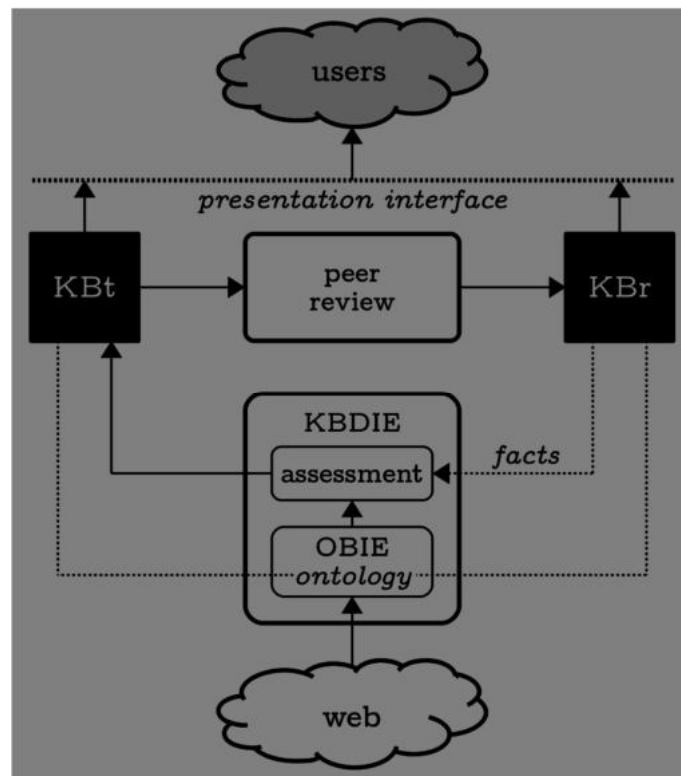 users
presentation interface
KBt
peer
review
KBr
KBDIE
facts
assessment
OBIE
ontology
web